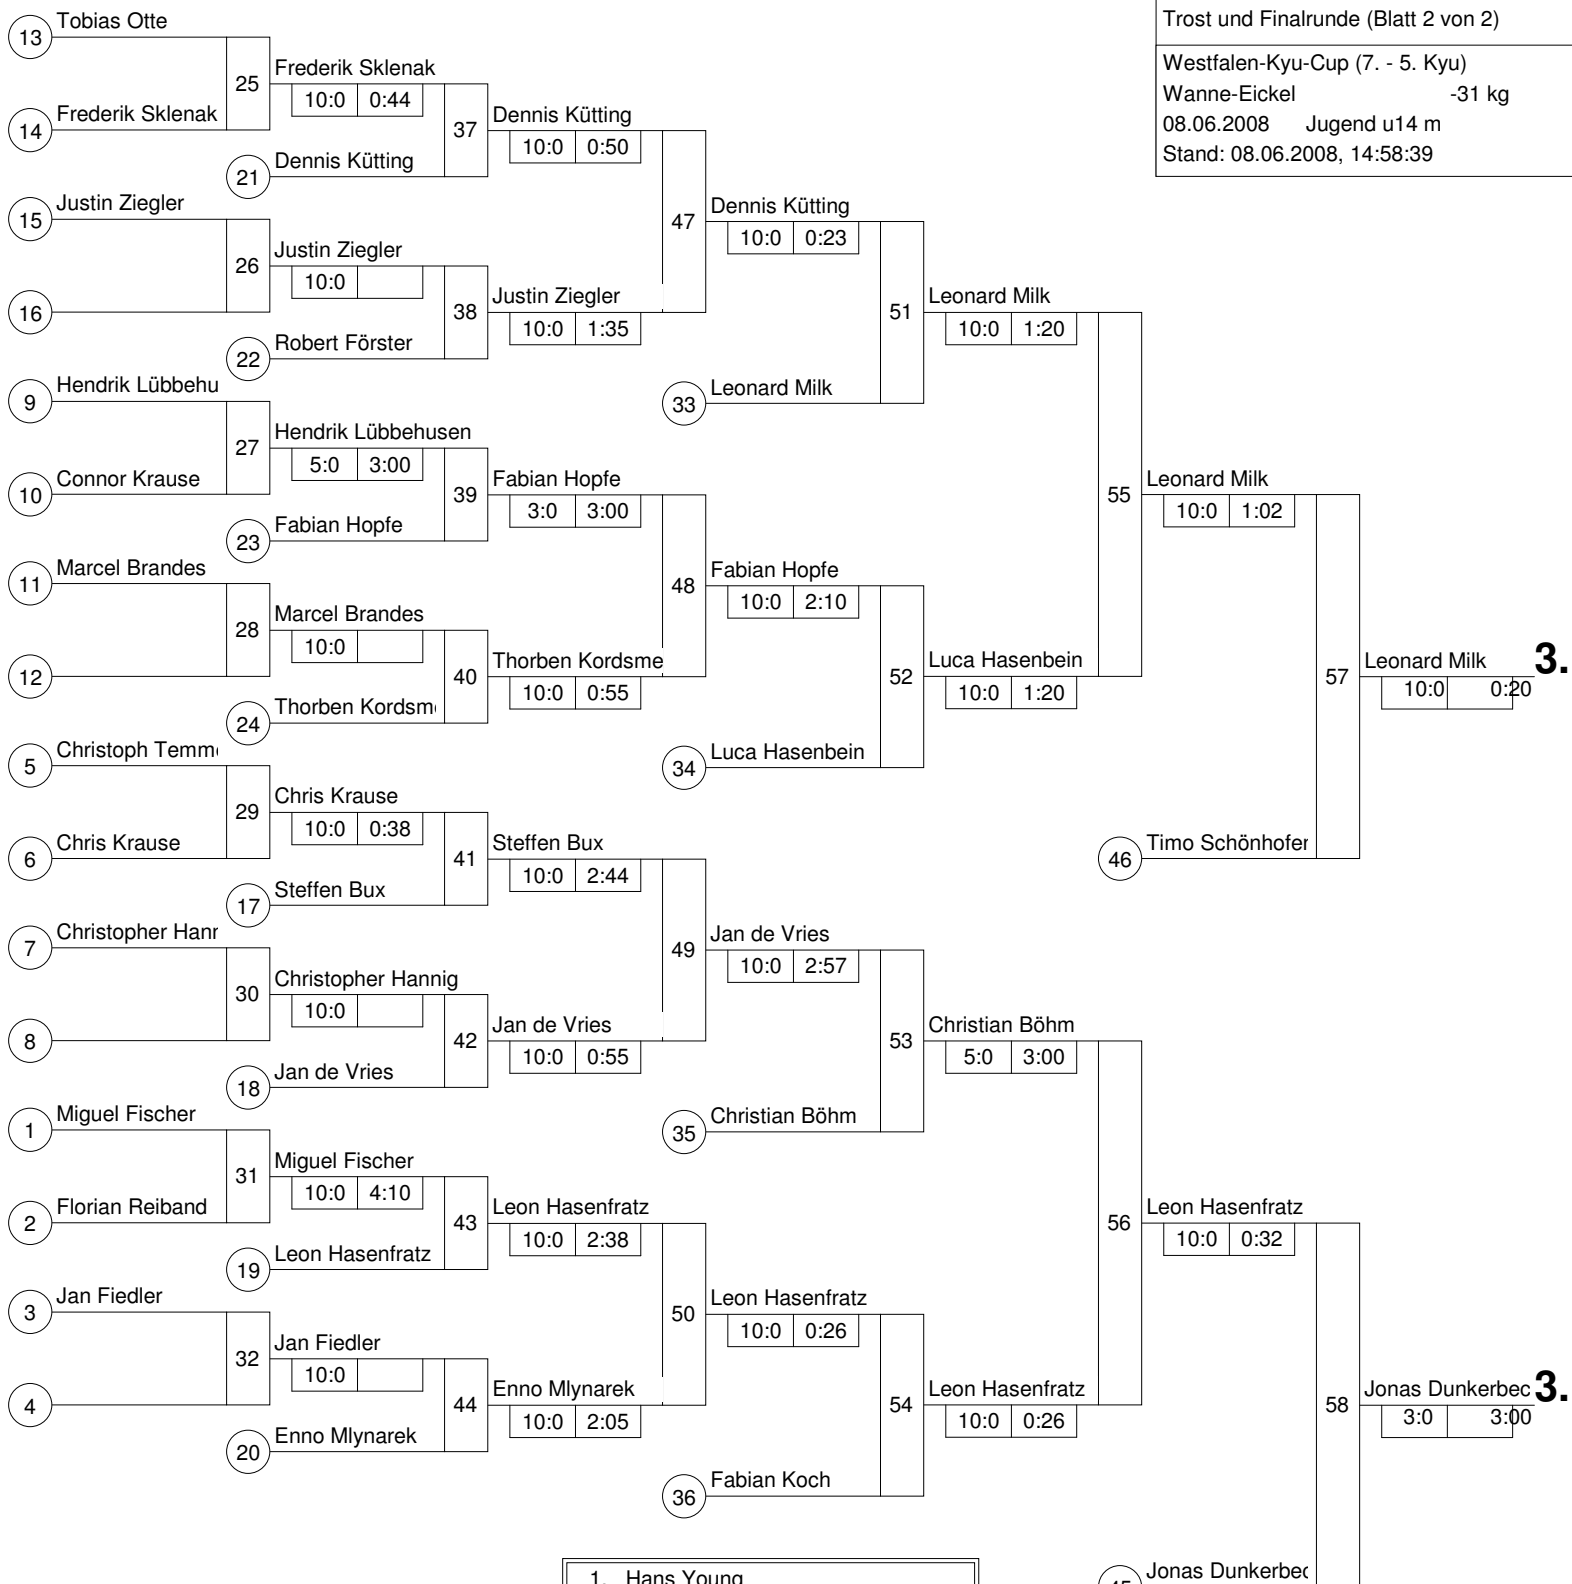 Trost und Finalrunde (Blatt 2 von 2)
Westfalen-Kyu-Cup (7. - 5. Kyu)
Wanne-Eickel -31 kg
08.06.2008 Jugend u14 m
Stand: 08.06.2008, 14:58:39
13 Tobias Otte
25 Frederik Sklenak
10:0 0:44
14 Frederik Sklenak
37 Dennis Kütting
10:0 0:50
21 Dennis Kütting
15 Justin Ziegler
47 Dennis Kütting
10:0 0:23
26 Justin Ziegler
10:0
16
38 Justin Ziegler
10:0 1:35
22 Robert Förster
51 Leonard Milk
10:0 1:20
33 Leonard Milk
9 Hendrik Lübbehu
27 Hendrik Lübbehusen
5:0 3:00
10 Connor Krause
39 Fabian Hopfe
3:0 3:00
23 Fabian Hopfe
55 Leonard Milk
10:0 1:02
11 Marcel Brandes
48 Fabian Hopfe
10:0 2:10
28 Marcel Brandes
10:0
12
40 Thorben Kordsme
10:0 0:55
24 Thorben Kordsm
52 Luca Hasenbein
10:0 1:20
34 Luca Hasenbein
57 Leonard Milk 3.
10:0 0:20
5 Christoph Temm
29 Chris Krause
10:0 0:38
6 Chris Krause
41 Steffen Bux
10:0 2:44
17 Steffen Bux
46 Timo Schönhofer
7 Christopher Han
49 Jan de Vries
10:0 2:57
30 Christopher Hannig
10:0
8
42 Jan de Vries
10:0 0:55
18 Jan de Vries
53 Christian Böhm
5:0 3:00
35 Christian Böhm
1 Miguel Fischer
31 Miguel Fischer
10:0 4:10
2 Florian Reiband
43 Leon Hasenfratz
10:0 2:38
19 Leon Hasenfratz
56 Leon Hasenfratz
10:0 0:32
3 Jan Fiedler
50 Leon Hasenfratz
10:0 0:26
32 Jan Fiedler
10:0
4
44 Enno Mlynarek
10:0 2:05
20 Enno Mlynarek
54 Leon Hasenfratz
10:0 0:26
36 Fabian Koch
58 Jonas Dunkerbec 3.
3:0 3:00
1. Hans Young
45 Jonas Dunkerbec